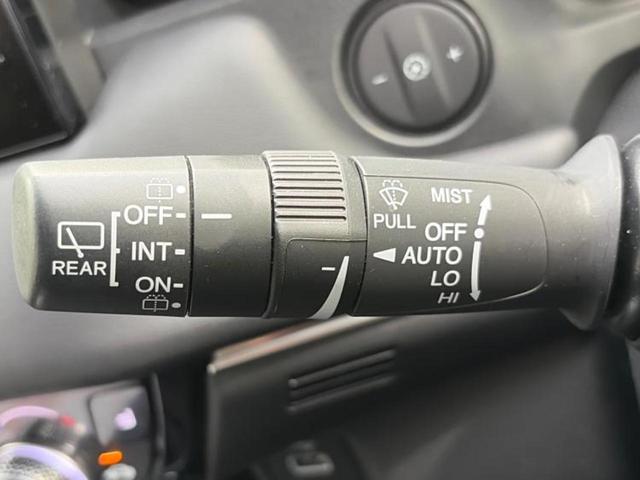 OFF
INT
ON
REAR
PULL
MIST
OFF
AUTO
LO
HI